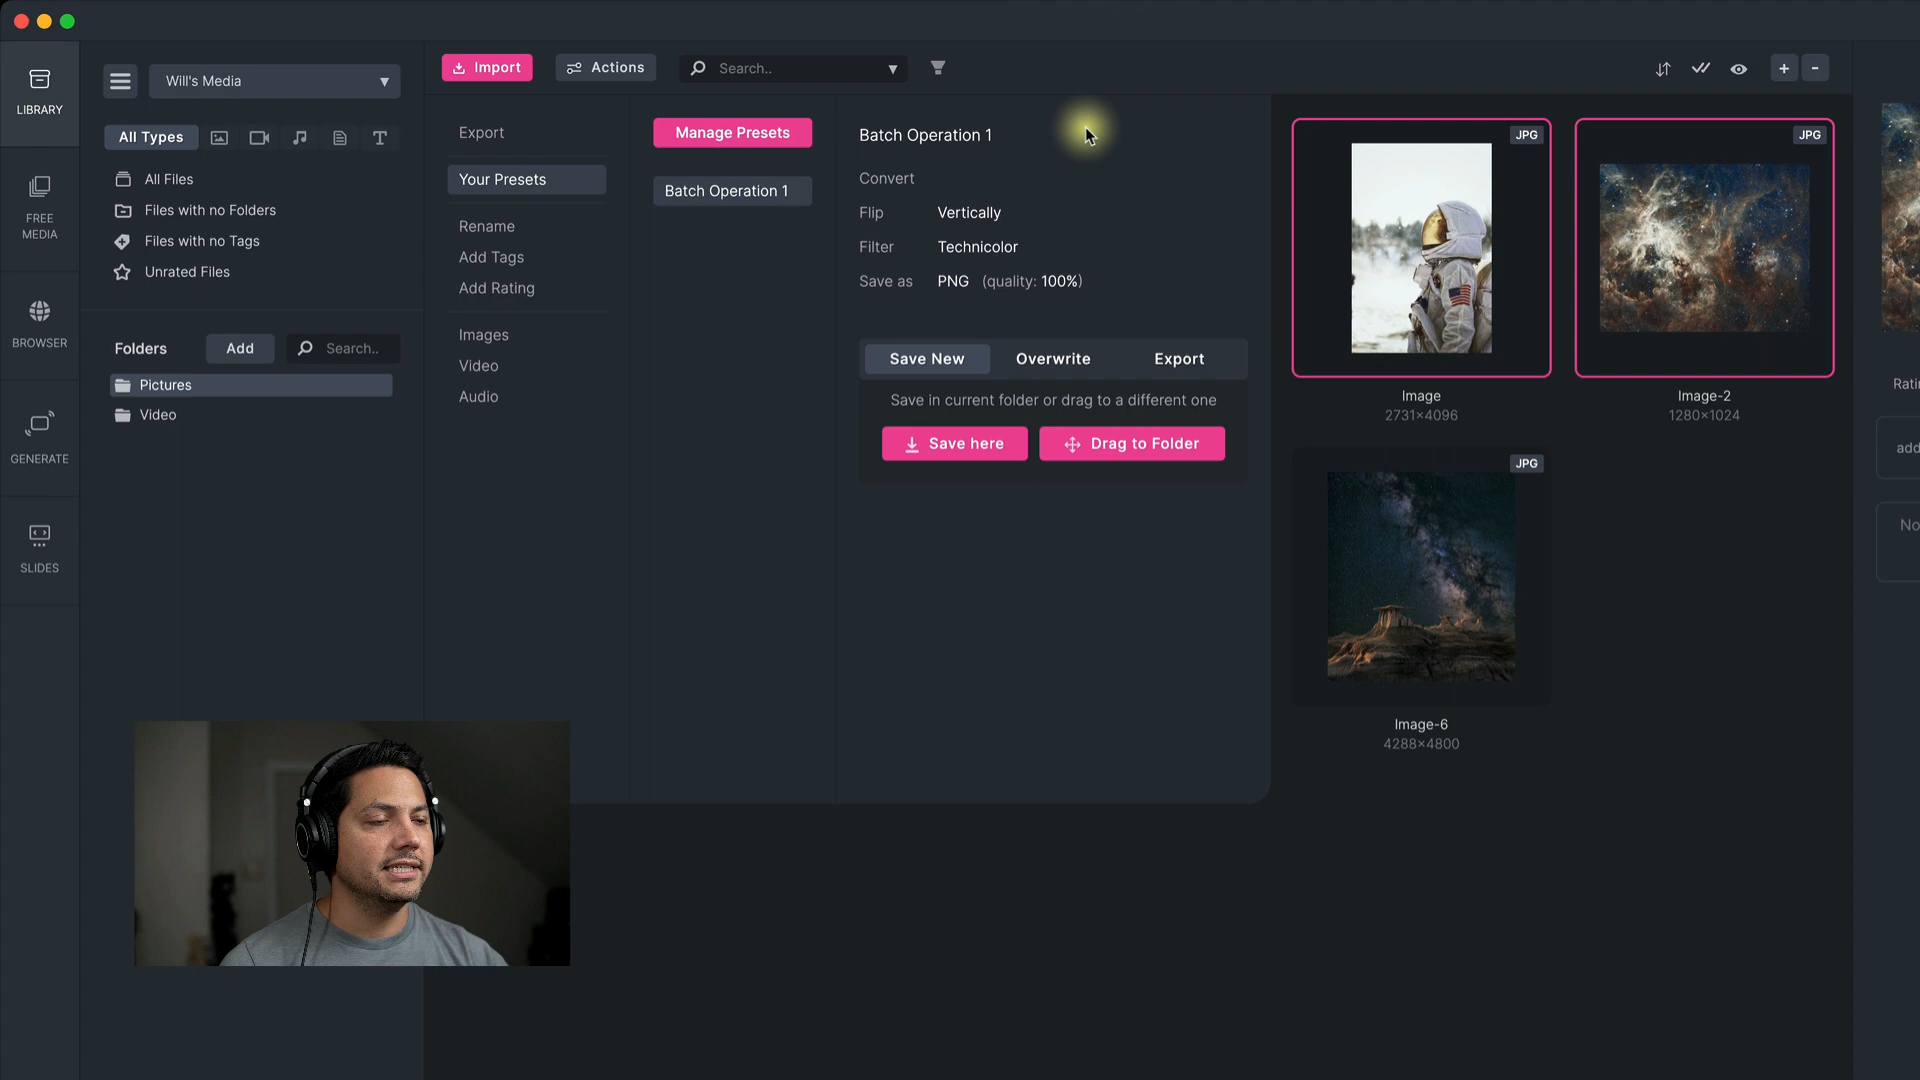 LIBRARY
FREE
MEDIA
BROWSER
GENERATE
SLIDES
Will's Media
All Types
All Files
Files with no Folders
Files with no Tags
Unrated Files
Folders
Add
Search..
Pictures
Video
Import
Actions
Search..
Export
Your Presets
Rename
Add Tags
Add Rating
Images
Video
Audio
Manage Presets
Batch Operation 1
Batch Operation 1
Convert
Flip Vertically
Filter Technicolor
Save as PNG (quality: 100%)
Save New Overwrite Export
Save in current folder or drag to a different one
Save here Drag to Folder
JPG
Image
2731×4096
JPG
Image-2
1280×1024
JPG
Image-6
4288×4800
add
No